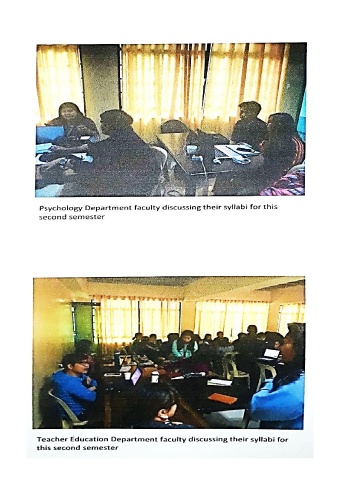 Psychology Department faculty discussing their syllabi for this
second semester
Teacher Education Department faculty discussing their syllabi for
this second semester